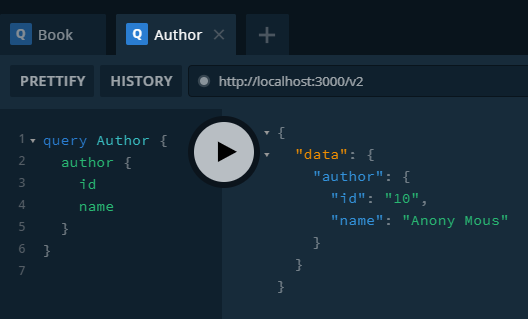 Q Book
Q Author × +
PRETTIFY HISTORY http://localhost:3000/v2
1 query Author {
2 author {
3 id
4 name
5 }
6 }
7
{
"data": {
"author": {
"id": "10",
"name": "Anony Mous"
}
}
}